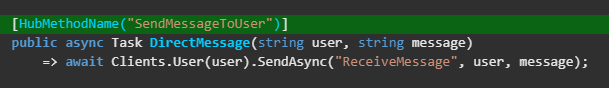 [HubMethodName("SendMessageToUser")]
public async Task DirectMessage(string user, string message)
    => await Clients.User(user).SendAsync("ReceiveMessage", user, message);